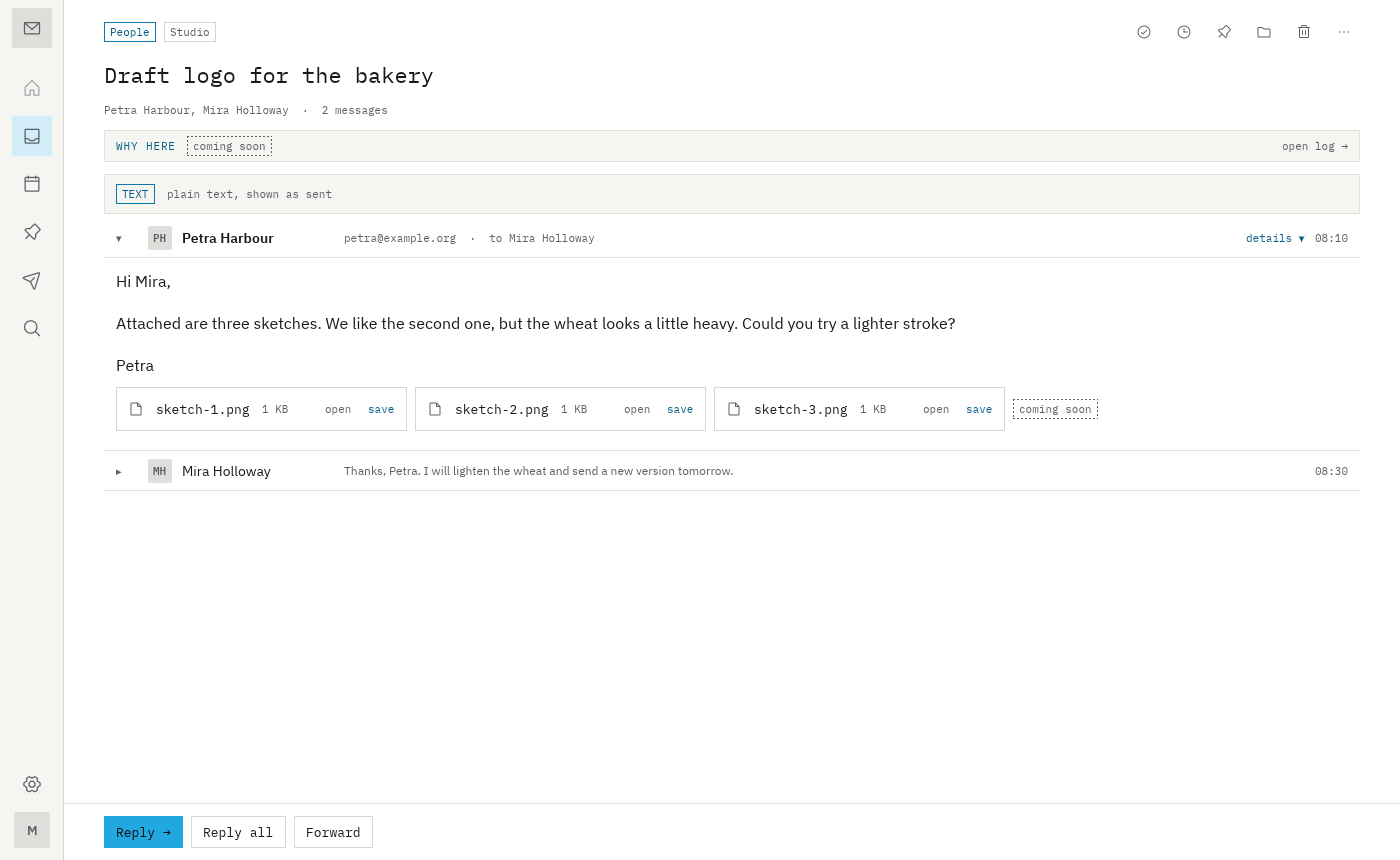 People Studio
Draft logo for the bakery
Petra Harbour, Mira Holloway · 2 messages
WHY HERE coming soon open log →
TEXT plain text, shown as sent
▾ PH Petra Harbour petra@example.org · to Mira Holloway details ▾ 08:10
Hi Mira,
Attached are three sketches. We like the second one, but the wheat looks a little heavy. Could you try a lighter stroke?
Petra
sketch-1.png 1 KB open save sketch-2.png 1 KB open save sketch-3.png 1 KB open save coming soon
▸ MH Mira Holloway Thanks, Petra. I will lighten the wheat and send a new version tomorrow. 08:30
M
Reply → Reply all Forward